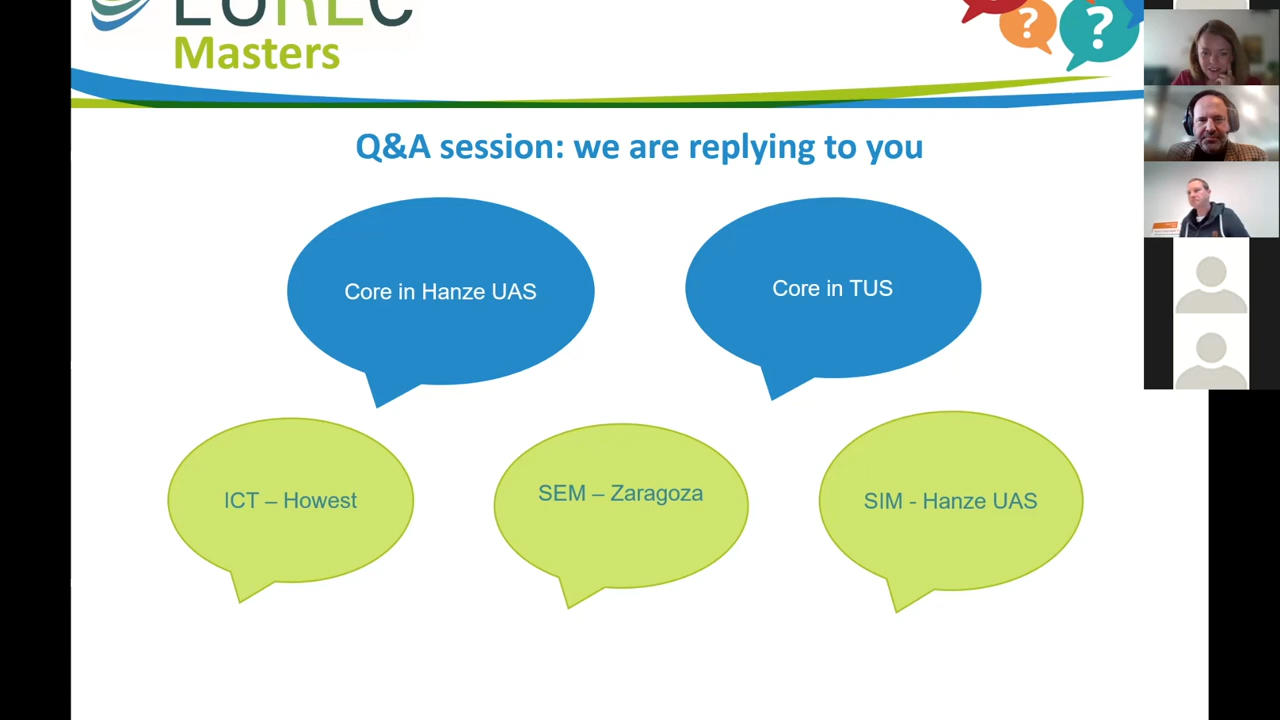 EUREC
Masters
? ?
Q&A session: we are replying to you
Core in Hanze UAS
Core in TUS
ICT – Howest
SEM – Zaragoza
SIM - Hanze UAS